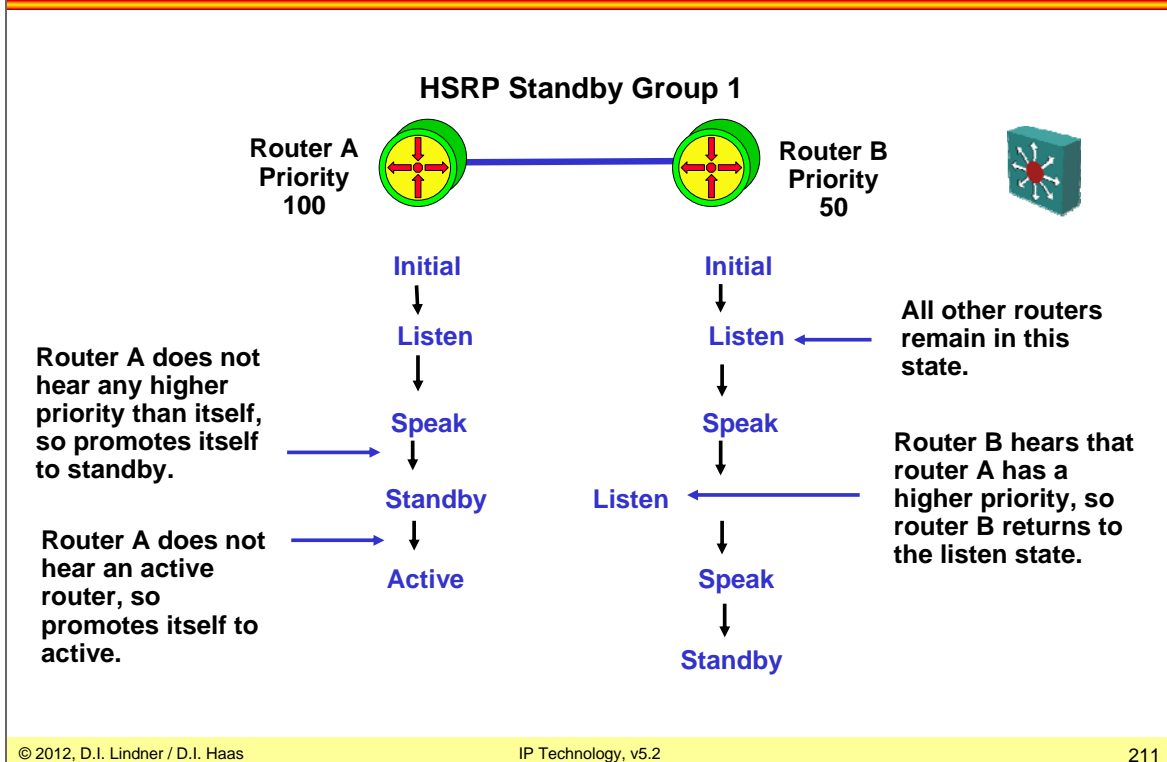 HSRP Standby Group 1
Router A
Priority
100
Router B
Priority
50
Initial
Listen
Speak
Standby
Active
Initial
Listen
Speak
Listen
Speak
Standby
Router A does not
hear any higher
priority than itself,
so promotes itself
to standby.
Router A does not
hear an active
router, so
promotes itself to
active.
All other routers
remain in this
state.
Router B hears that
router A has a
higher priority, so
router B returns to
the listen state.
© 2012, D.I. Lindner / D.I. Haas
IP Technology, v5.2
211